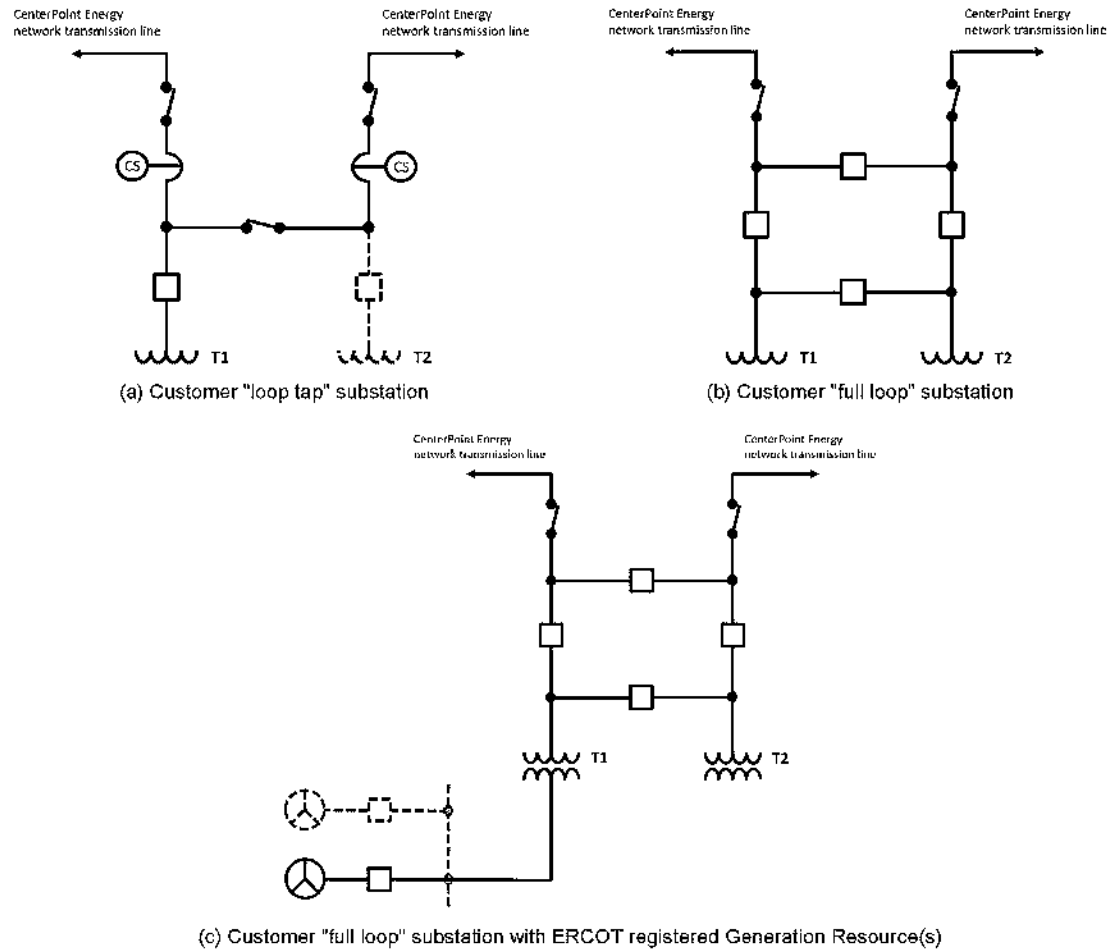 CenterPoint Energy
network transmission line
CenterPoint Energy
network transmission line
CS
CS
T1
T2
(a) Customer "loop tap" substation
CenterPoint Energy
network transmission line
CenterPoint Energy
network transmission line
T1
T2
(b) Customer "full loop" substation
CenterPoint Energy
network transmission line
CenterPoint Energy
network transmission line
T1
T2
(c) Customer "full loop" substation with ERCOT registered Generation Resource(s)